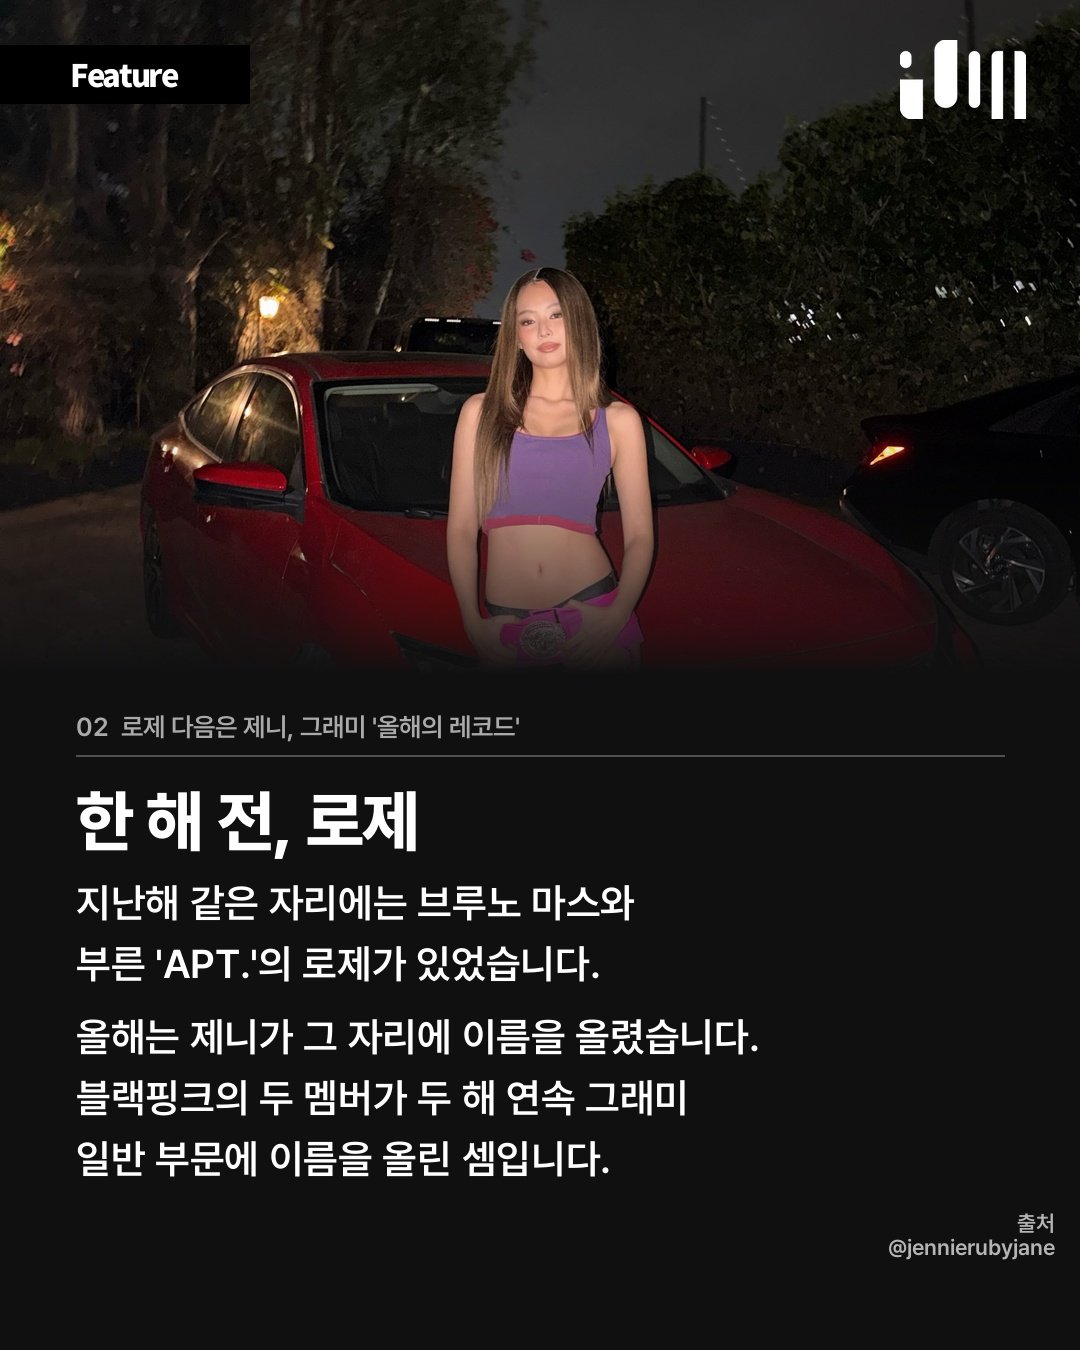 Feature
02 로제 다음은 제니, 그래미 '올해의 레코드'
한 해 전, 로제
지난해 같은 자리에는 브루노 마스와
부른 'APT.'의 로제가 있었습니다.
올해는 제니가 그 자리에 이름을 올렸습니다.
블랙핑크의 두 멤버가 두 해 연속 그래미
일반 부문에 이름을 올린 셈입니다.
출처
@jennierubyjane